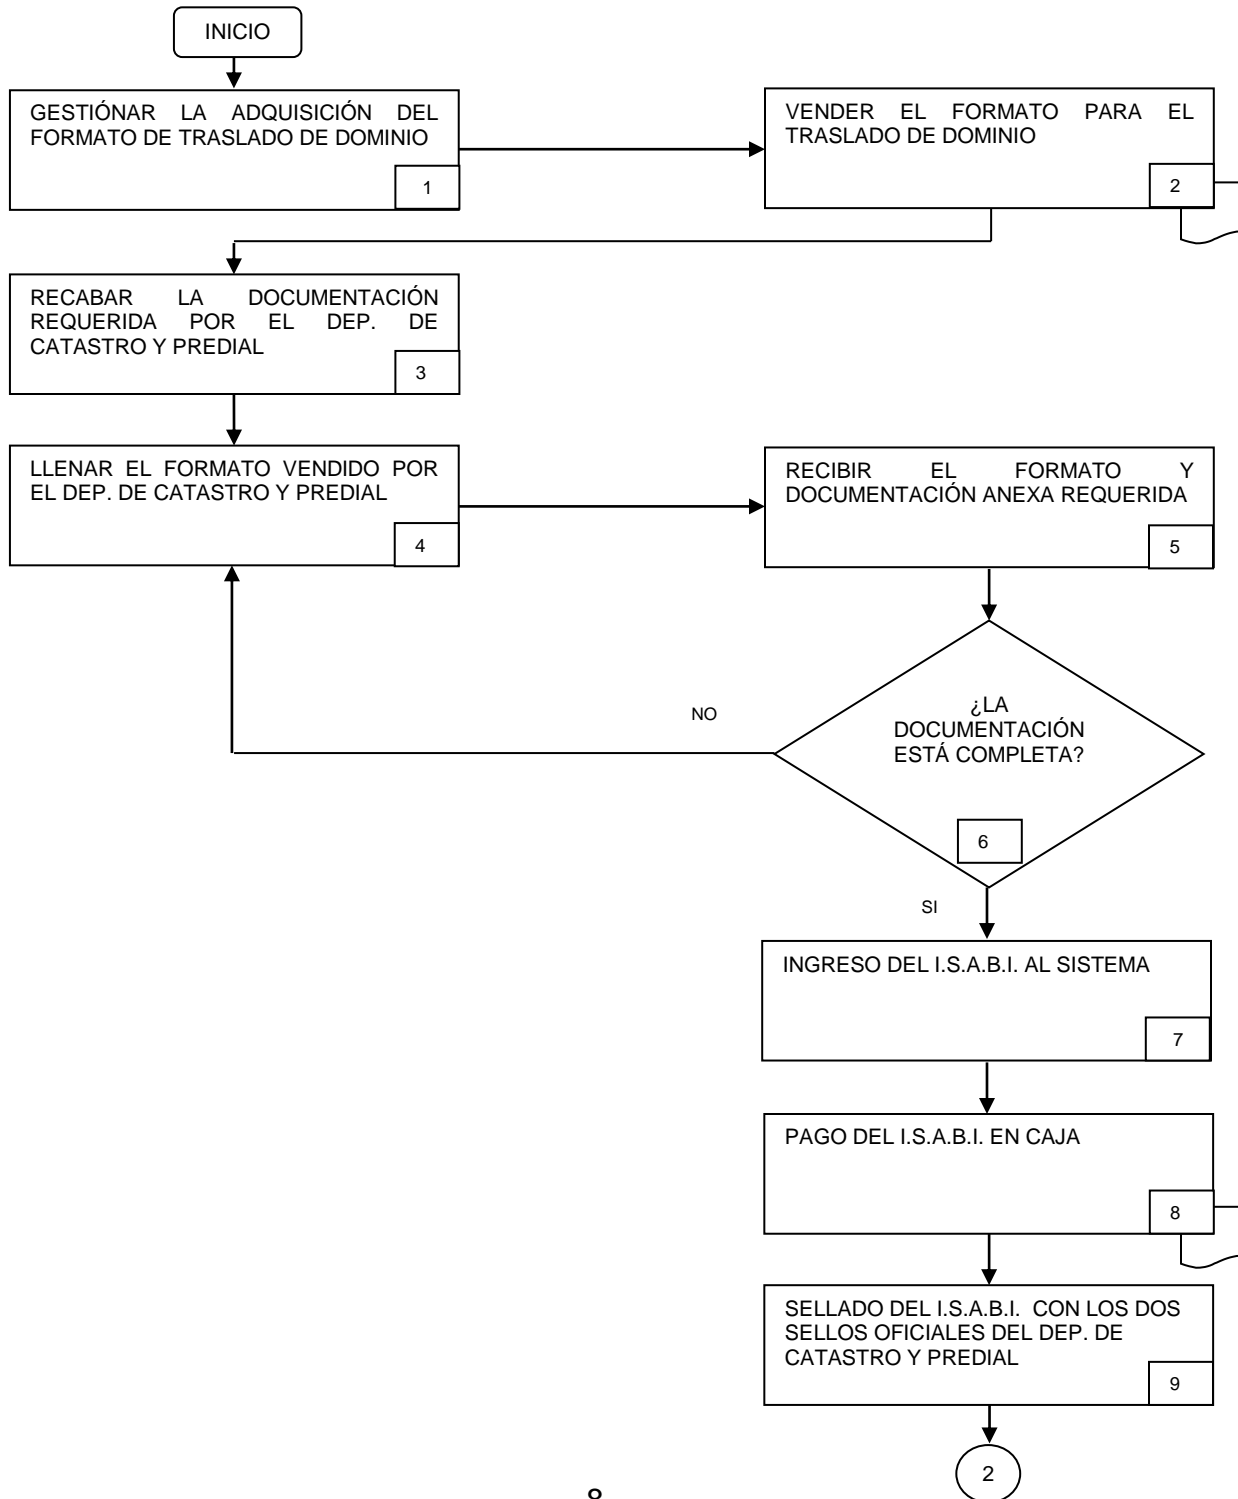 INICIO
GESTIÓNAR LA ADQUISICIÓN DEL
FORMATO DE TRASLADO DE DOMINIO
1
VENDER EL FORMATO PARA EL
TRASLADO DE DOMINIO
2
RECABAR LA DOCUMENTACIÓN
REQUERIDA POR EL DEP. DE
CATASTRO Y PREDIAL
3
LLENAR EL FORMATO VENDIDO POR
EL DEP. DE CATASTRO Y PREDIAL
4
RECIBIR EL FORMATO Y
DOCUMENTACIÓN ANEXA REQUERIDA
5
¿LA
DOCUMENTACIÓN
ESTÁ COMPLETA?
6
NO
SI
INGRESO DEL I.S.A.B.I. AL SISTEMA
7
PAGO DEL I.S.A.B.I. EN CAJA
8
SELLADO DEL I.S.A.B.I. CON LOS DOS
SELLOS OFICIALES DEL DEP. DE
CATASTRO Y PREDIAL
9
2
8